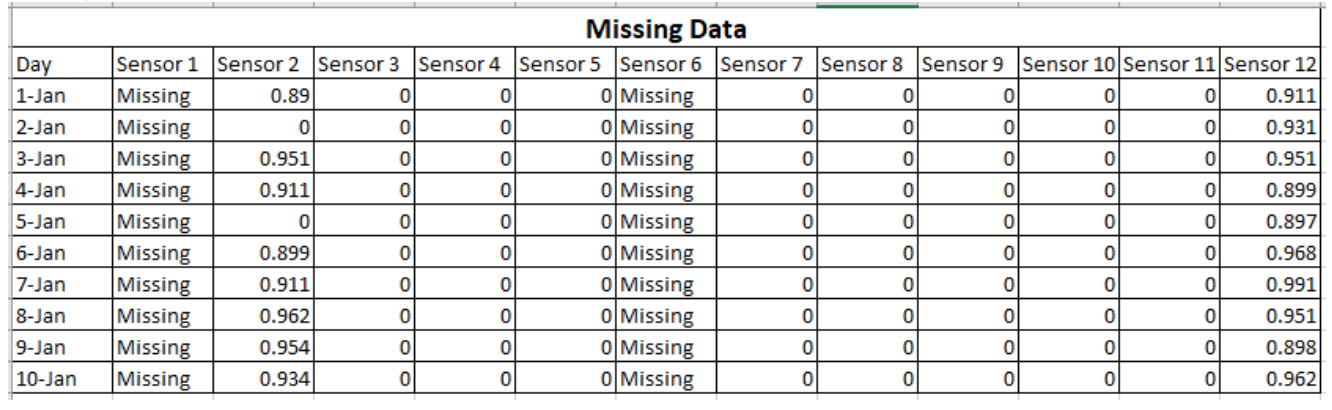 Missing Data
Day Sensor 1 Sensor 2 Sensor 3 Sensor 4 Sensor 5 Sensor 6 Sensor 7 Sensor 8 Sensor 9 Sensor 10 Sensor 11 Sensor 12
1-Jan Missing 0.89 0 0 0 Missing 0 0 0 0 0 0.911
2-Jan Missing 0 0 0 0 Missing 0 0 0 0 0 0.931
3-Jan Missing 0.951 0 0 0 Missing 0 0 0 0 0 0.951
4-Jan Missing 0.911 0 0 0 Missing 0 0 0 0 0 0.899
5-Jan Missing 0 0 0 0 Missing 0 0 0 0 0 0.897
6-Jan Missing 0.899 0 0 0 Missing 0 0 0 0 0 0.968
7-Jan Missing 0.911 0 0 0 Missing 0 0 0 0 0 0.991
8-Jan Missing 0.962 0 0 0 Missing 0 0 0 0 0 0.951
9-Jan Missing 0.954 0 0 0 Missing 0 0 0 0 0 0.898
10-Jan Missing 0.934 0 0 0 Missing 0 0 0 0 0 0.962